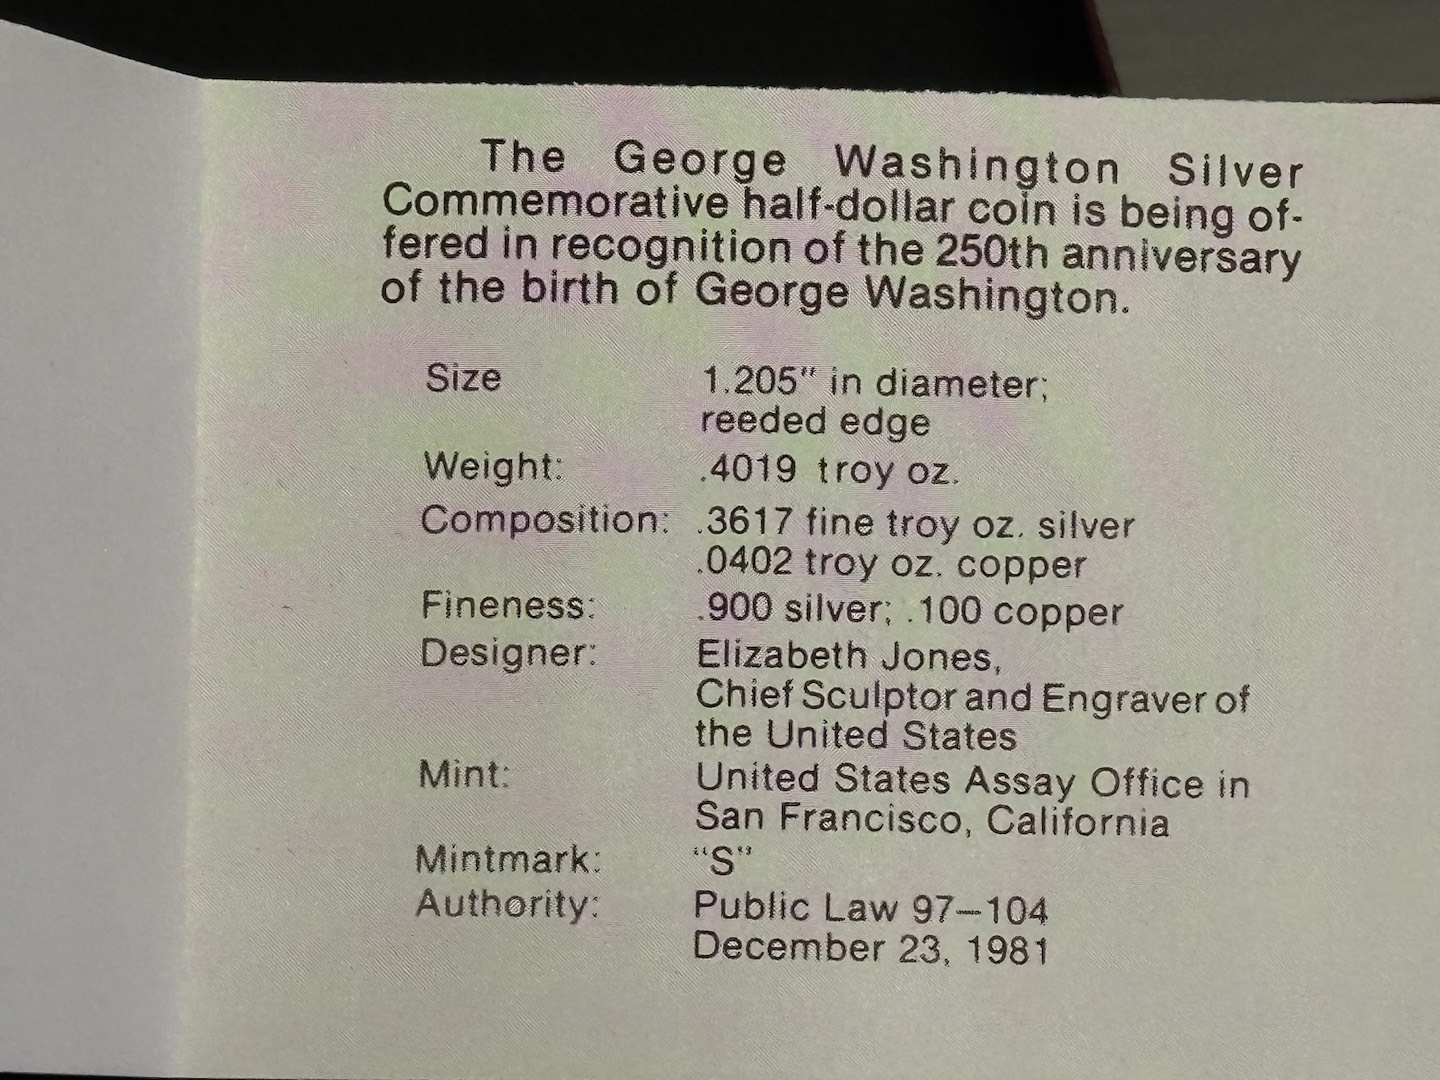 The George Washington Silver
Commemorative half-dollar coin is being of-
fered in recognition of the 250th anniversary
of the birth of George Washington.
Size 1.205" in diameter;
reeded edge
Weight: .4019 troy oz.
Composition: .3617 fine troy oz. silver
.0402 troy oz. copper
Fineness: .900 silver; .100 copper
Designer: Elizabeth Jones,
Chief Sculptor and Engraver of
the United States
Mint: United States Assay Office in
San Francisco, California
Mintmark: "S"
Authority: Public Law 97—104
December 23, 1981